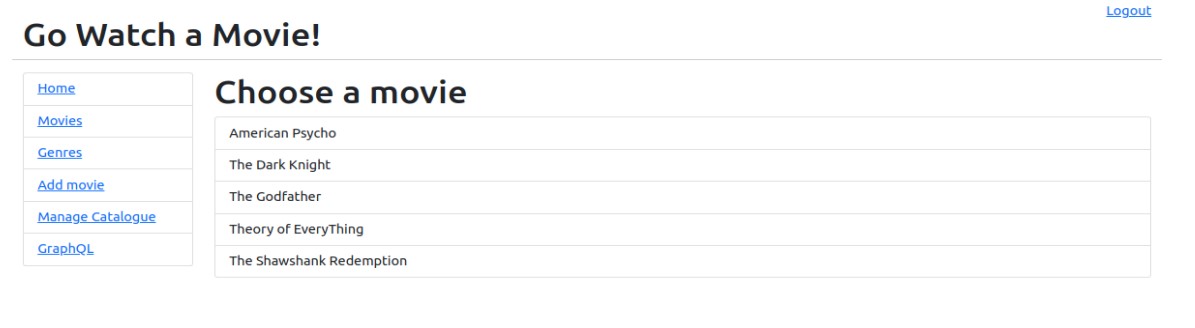 Logout
Go Watch a Movie!
Home
Movies
Genres
Add movie
Manage Catalogue
GraphQL
Choose a movie
American Psycho
The Dark Knight
The Godfather
Theory of EveryThing
The Shawshank Redemption